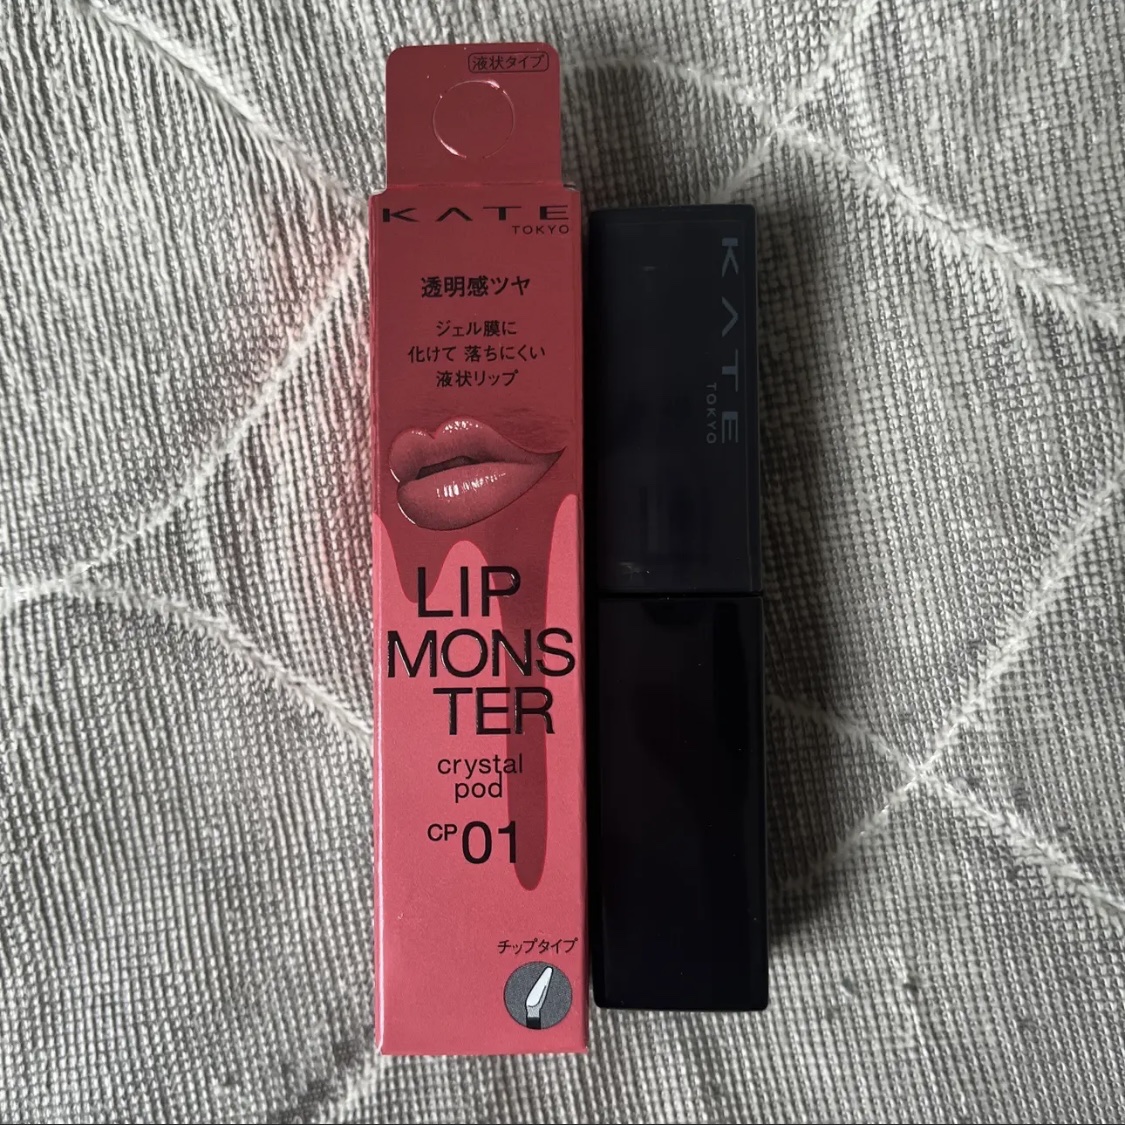 液状タイプ
KATE
TOKYO
透明感ツヤ
ジェル膜に
化けて 落ちにくい
液状リップ
LIP
MONS
TER
crystal
pod
CP01
チップタイプ
KATE
TOKYO